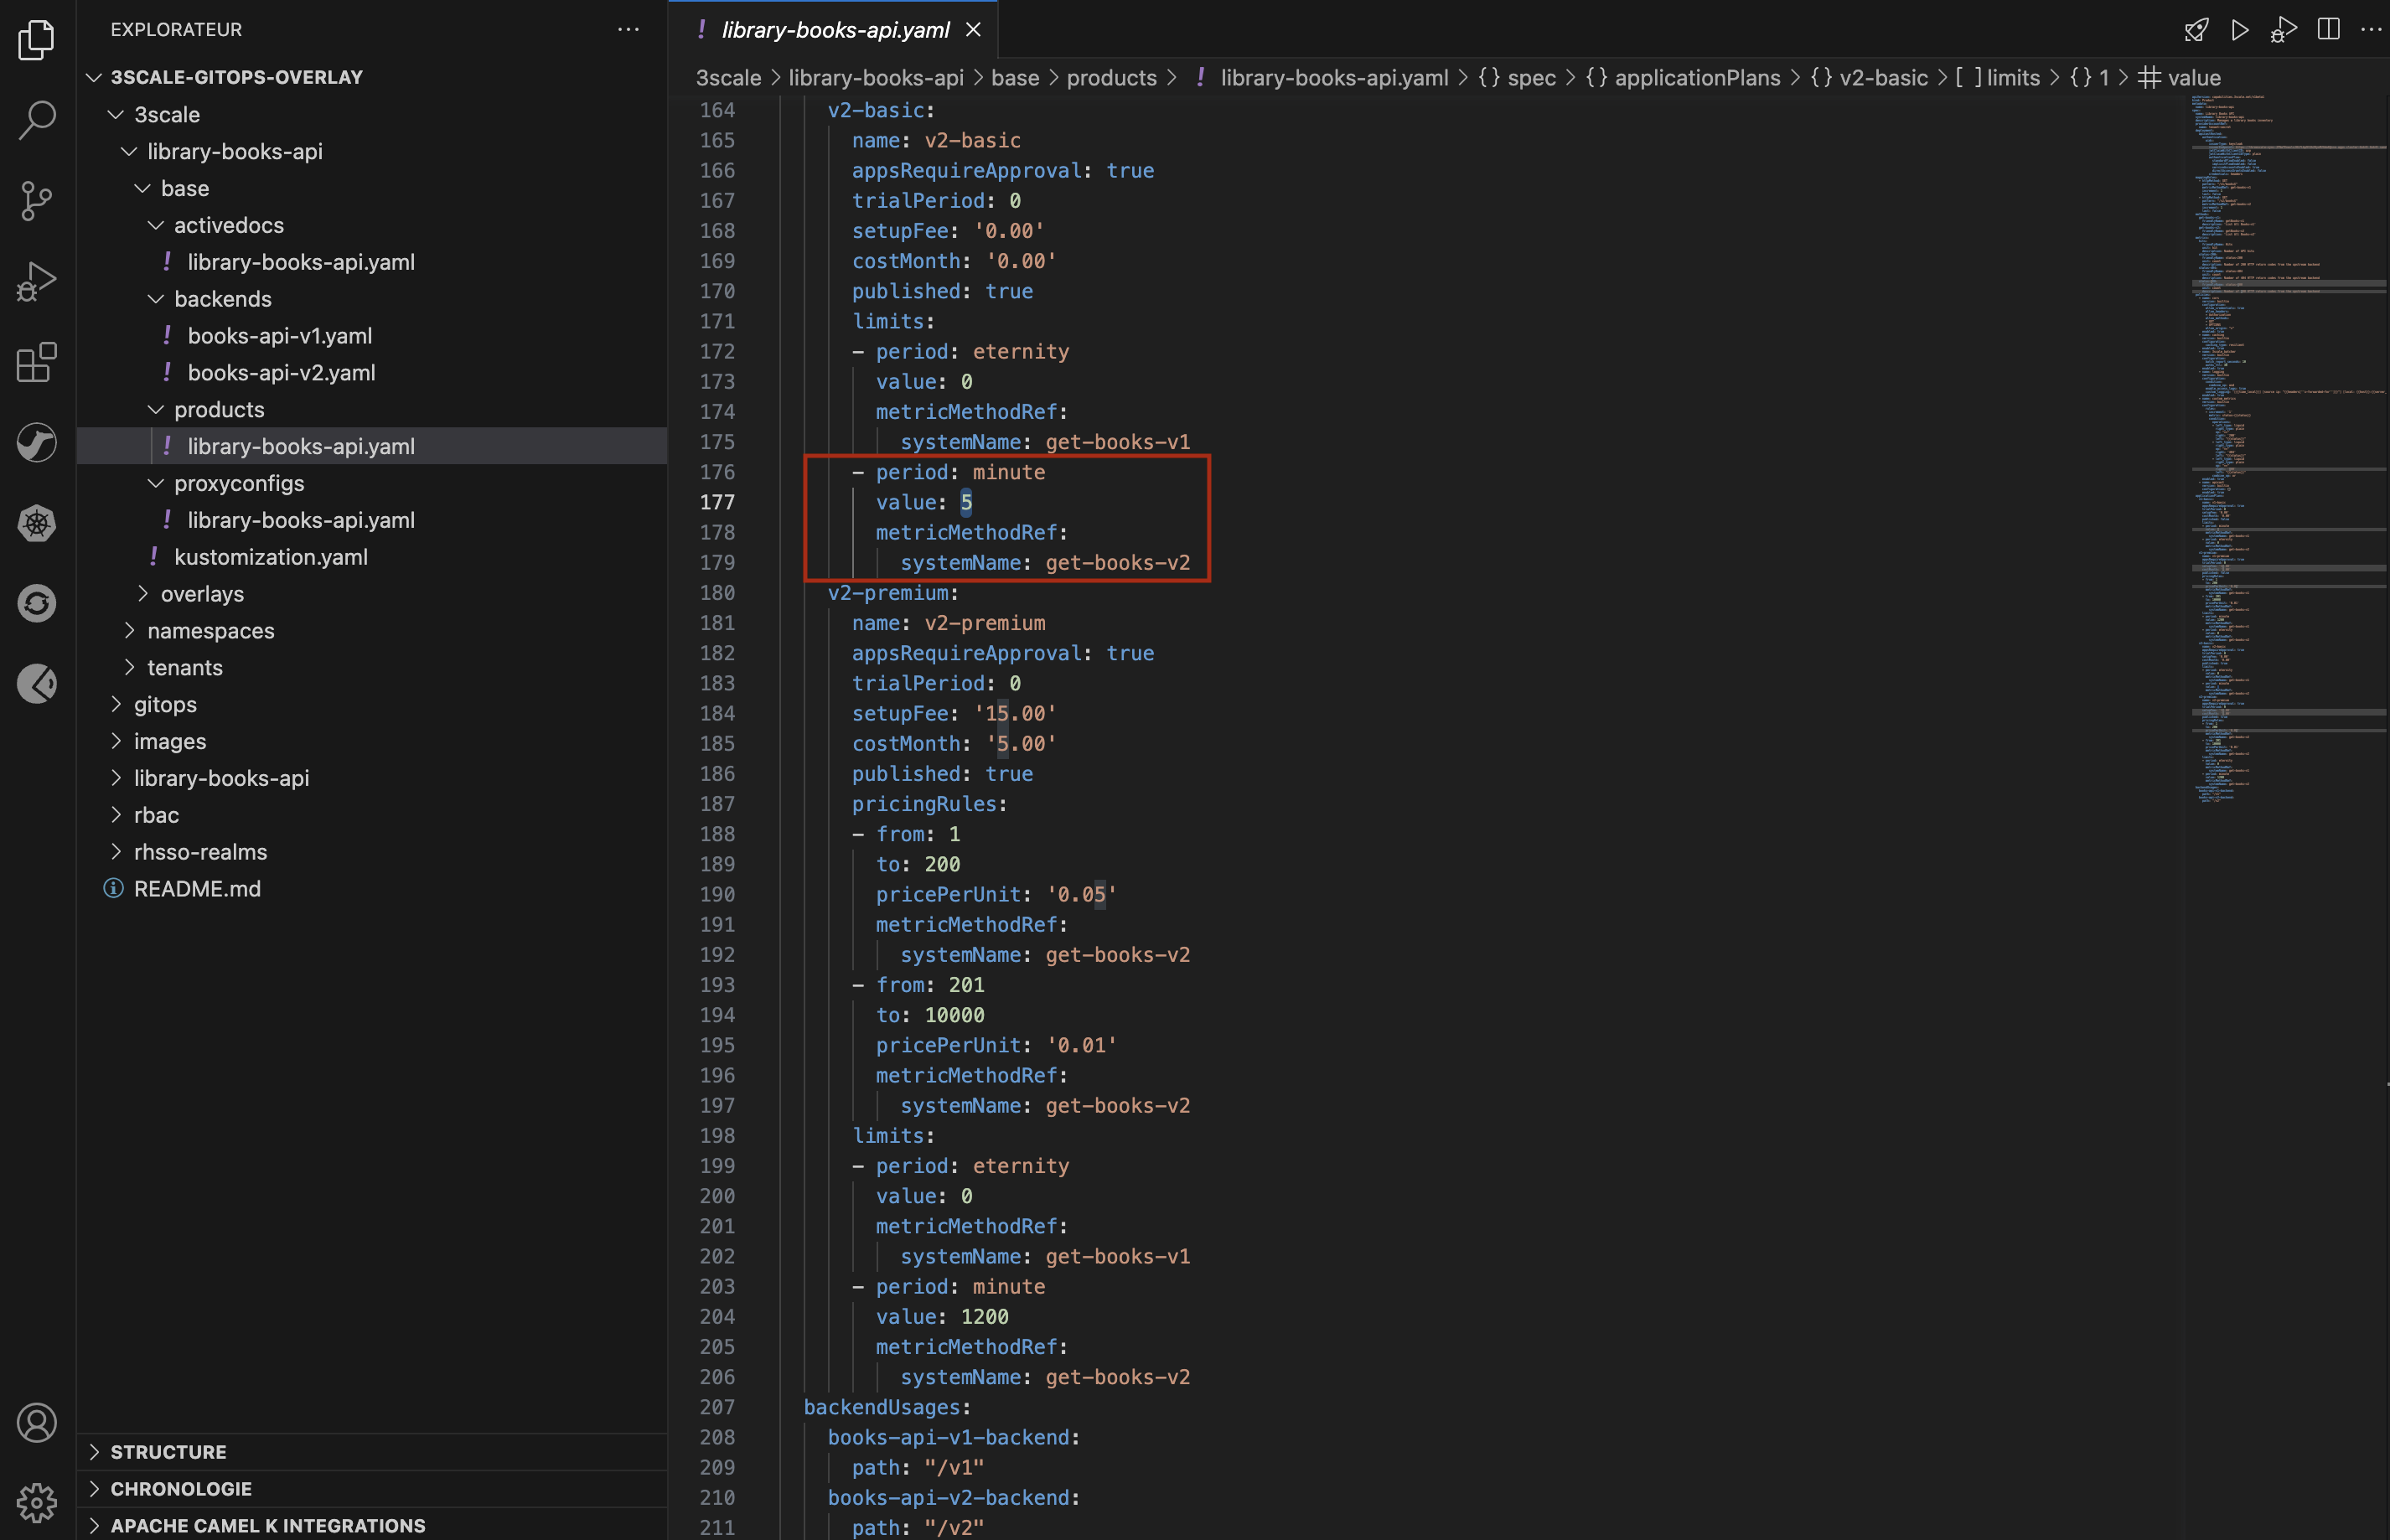 EXPLORATEUR
3SCALE-GITOPS-OVERLAY
3scale
library-books-api
base
activedocs
library-books-api.yaml
backends
books-api-v1.yaml
books-api-v2.yaml
products
library-books-api.yaml
proxyconfigs
library-books-api.yaml
kustomization.yaml
overlays
namespaces
tenants
gitops
images
library-books-api
rbac
rhsso-realms
README.md
STRUCTURE
CHRONOLOGIE
APACHE CAMEL K INTEGRATIONS
! library-books-api.yaml
3scale > library-books-api > base > products > ! library-books-api.yaml > {} spec > {} applicationPlans > {} v2-basic > [ ] limits > {} 1 > # value
164 v2-basic:
165 name: v2-basic
166 appsRequireApproval: true
167 trialPeriod: 0
168 setupFee: '0.00'
169 costMonth: '0.00'
170 published: true
171 limits:
172 - period: eternity
173 value: 0
174 metricMethodRef:
175 systemName: get-books-v1
176 - period: minute
177 value: 5
178 metricMethodRef:
179 systemName: get-books-v2
180 v2-premium:
181 name: v2-premium
182 appsRequireApproval: true
183 trialPeriod: 0
184 setupFee: '15.00'
185 costMonth: '5.00'
186 published: true
187 pricingRules:
188 - from: 1
189 to: 200
190 pricePerUnit: '0.05'
191 metricMethodRef:
192 systemName: get-books-v2
193 - from: 201
194 to: 10000
195 pricePerUnit: '0.01'
196 metricMethodRef:
197 systemName: get-books-v2
198 limits:
199 - period: eternity
200 value: 0
201 metricMethodRef:
202 systemName: get-books-v1
203 - period: minute
204 value: 1200
205 metricMethodRef:
206 systemName: get-books-v2
207 backendUsages:
208 books-api-v1-backend:
209 path: "/v1"
210 books-api-v2-backend:
211 path: "/v2"